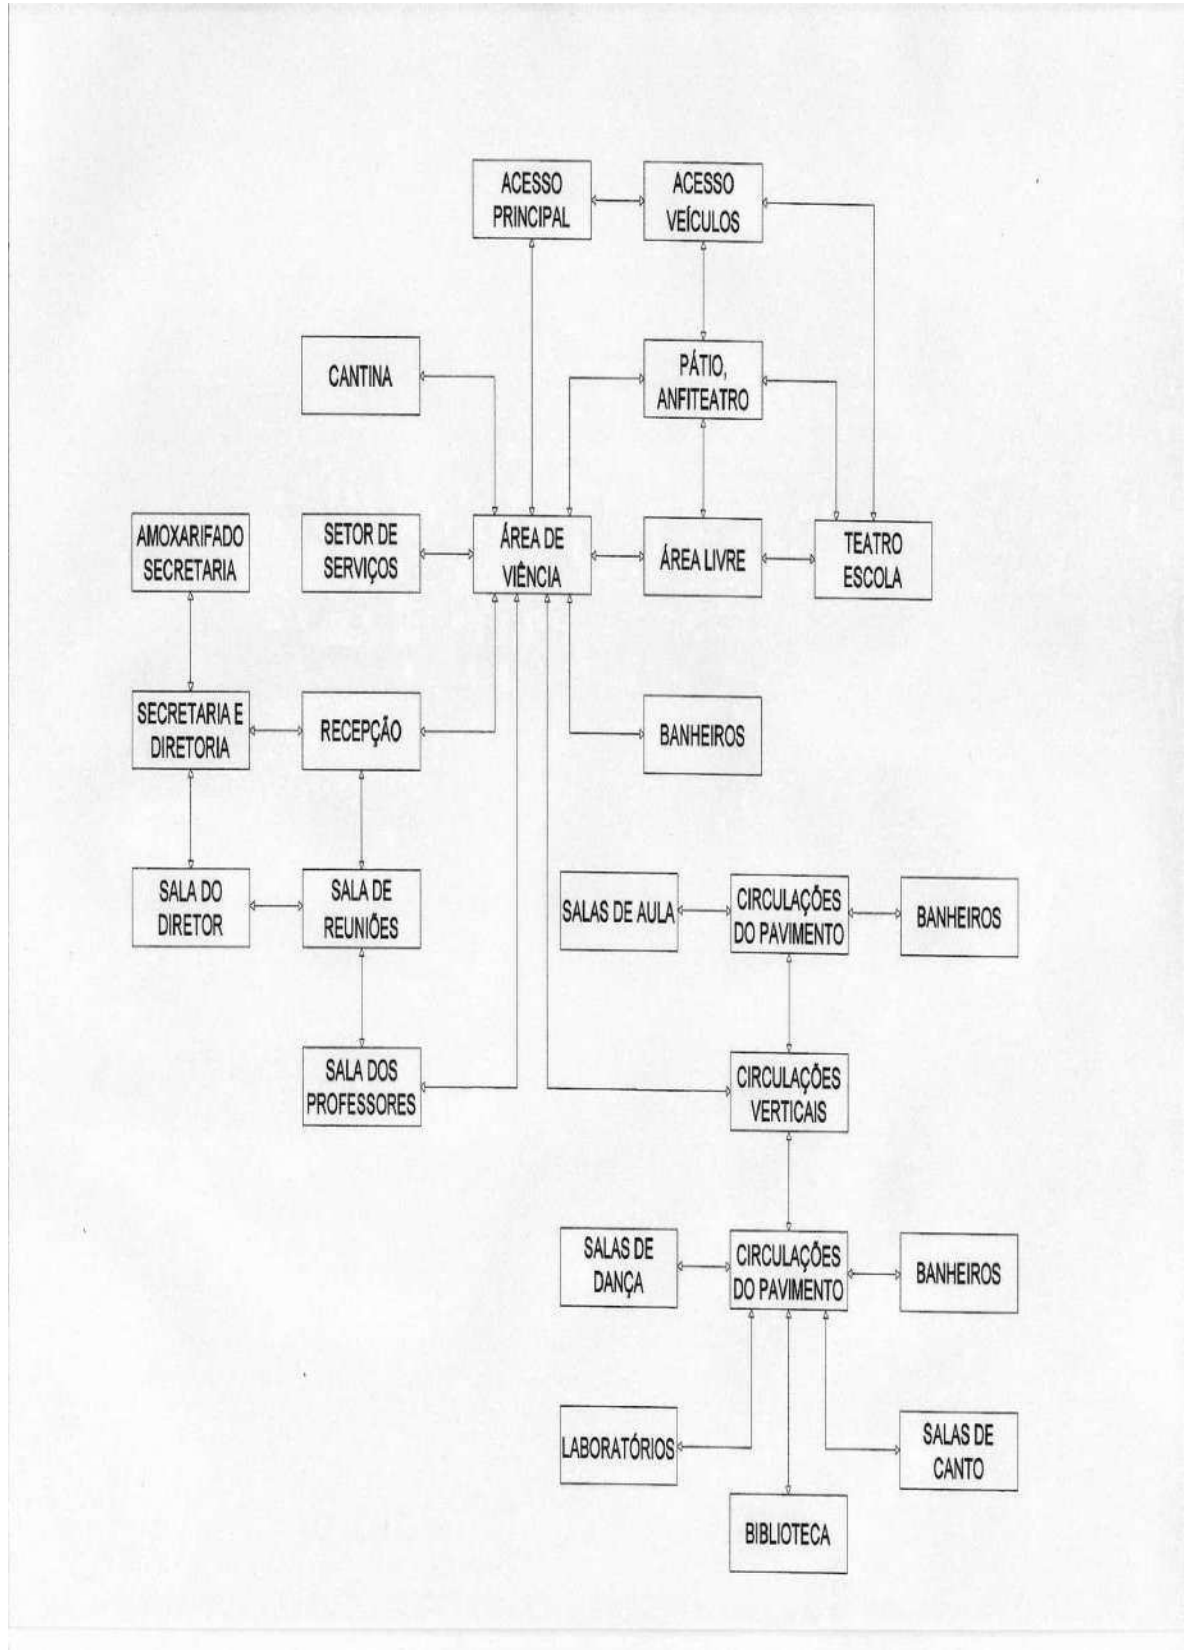 ACESSO
PRINCIPAL
ACESSO
VEÍCULOS
CANTINA
PÁTIO,
ANFITEATRO
AMOXARIFADO
SECRETARIA
SETOR DE
SERVIÇOS
ÁREA DE
VIÊNCIA
ÁREA LIVRE
TEATRO
ESCOLA
SECRETARIA E
DIRETORIA
RECEPÇÃO
BANHEIROS
SALA DO
DIRETOR
SALA DE
REUNIÕES
SALAS DE AULA
CIRCULAÇÕES
DO PAVIMENTO
BANHEIROS
SALA DOS
PROFESSORES
CIRCULAÇÕES
VERTICAIS
SALAS DE
DANÇA
CIRCULAÇÕES
DO PAVIMENTO
BANHEIROS
LABORATÓRIOS
SALAS DE
CANTO
BIBLIOTECA